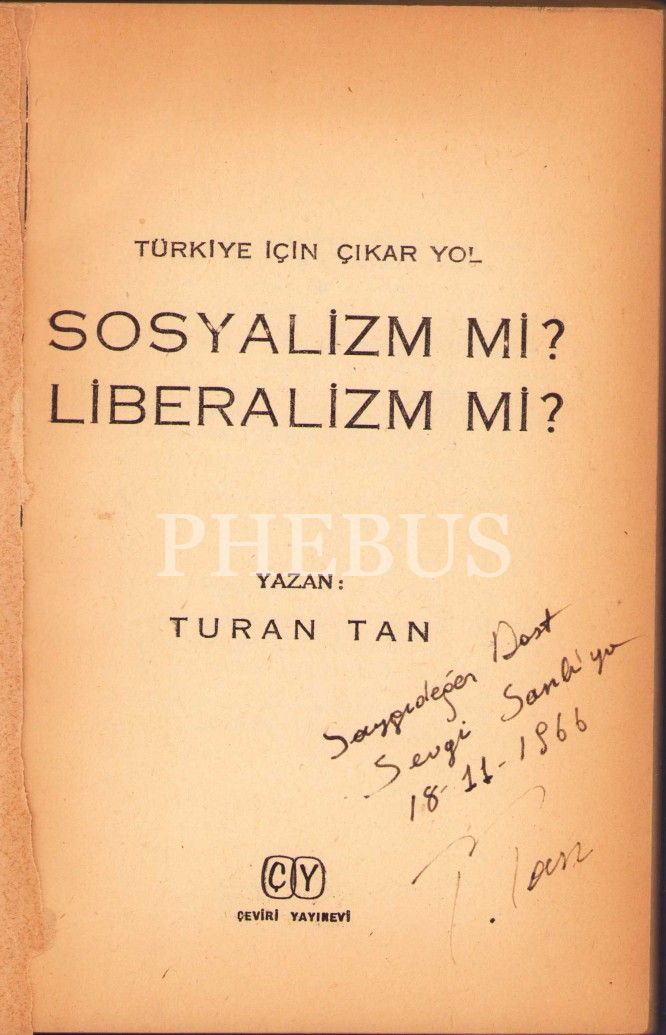 TÜRKİYE İÇİN ÇIKAR YOL
SOSYALİZM Mİ?
LİBERALİZM Mİ?
PHEBUS
YAZAN:
TURAN TAN
Saygıdeğer Dost
Sevgi Sanlı'ya
18-11-1966
T. Tan
ÇY
ÇEVİRİ YAYINEVİ